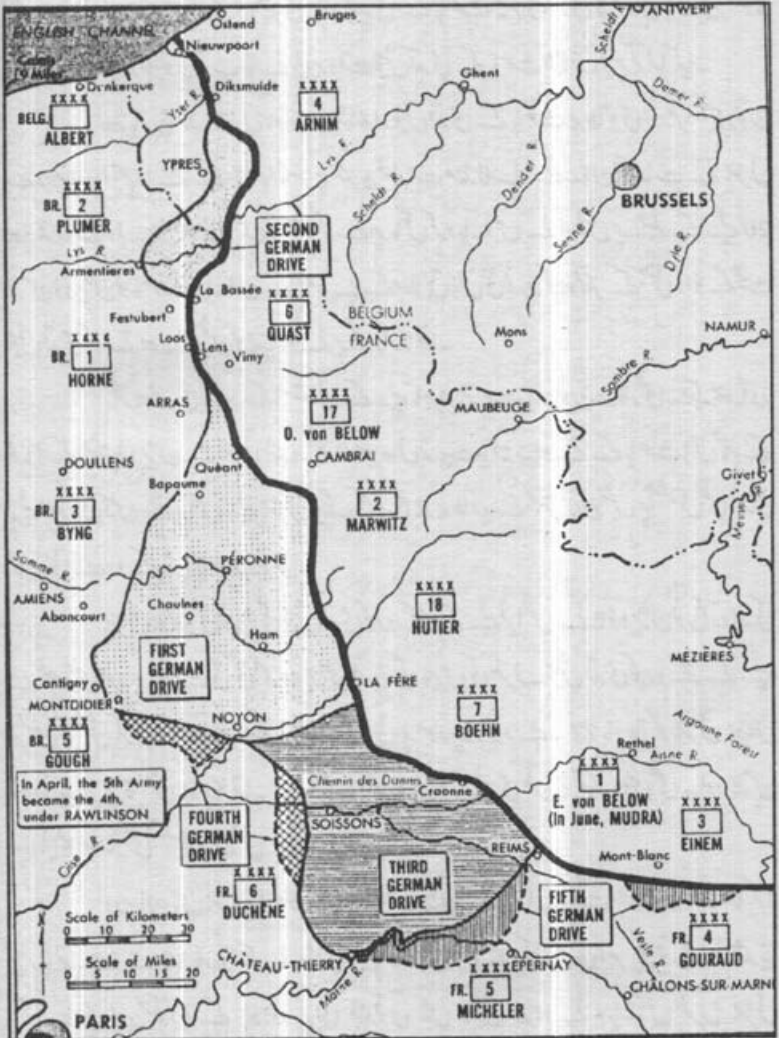 ENGLISH CHANNEL
Ostend
Nieuwpoort
Bruges
Scheldt R.
ANTWERP
Calais
Dunkerque
Yser R.
Diksmuide
XXXX
BELG.
ALBERT
XXXX
4
ARNIM
Ghent
Demer R.
YPRES
Lys R.
Scheldt R.
Dender R.
Senne R.
Dyle R.
BRUSSELS
XXXX
BR. 2
PLUMER
SECOND
GERMAN
DRIVE
Lys R.
Armentieres
La Bassée
Festubert
XXXX
6
QUAST
BELGIUM
FRANCE
Mons
NAMUR
XXXX
BR. 1
HORNE
Loos
Lens
Vimy
Sambre R.
ARRAS
XXXX
17
O. von BELOW
MAUBEUGE
DOULLENS
Quéant
CAMBRAI
Givet
Bapaume
XXXX
BR. 3
BYNG
XXXX
2
MARWITZ
Somme R.
PÉRONNE
AMIENS
Abancourt
Chaulnes
Ham
XXXX
18
HUTIER
MÉZIÈRES
FIRST
GERMAN
DRIVE
Cantigny
MONTDIDIER
NOYON
LA FÈRE
XXXX
7
BOEHN
Argonne Forest
XXXX
BR. 5
GOUGH
In April, the 5th Army
became the 4th,
under RAWLINSON
Rethel
Aisne R.
Chemin des Dames
Craonne
XXXX
1
E. von BELOW
(In June, MUDRA)
XXXX
3
EINEM
FOURTH
GERMAN
DRIVE
SOISSONS
Oise R.
REIMS
Mont-Blanc
XXXX
FR. 6
DUCHÊNE
THIRD
GERMAN
DRIVE
FIFTH
GERMAN
DRIVE
Scale of Kilometers
0 10 20 30
Scale of Miles
0 5 10 15 20
XXXX
FR. 4
GOURAUD
Vesle R.
CHÂTEAU-THIERRY
Marne R.
EPERNAY
XXXX
FR. 5
MICHELER
CHÂLONS-SUR-MARN
PARIS